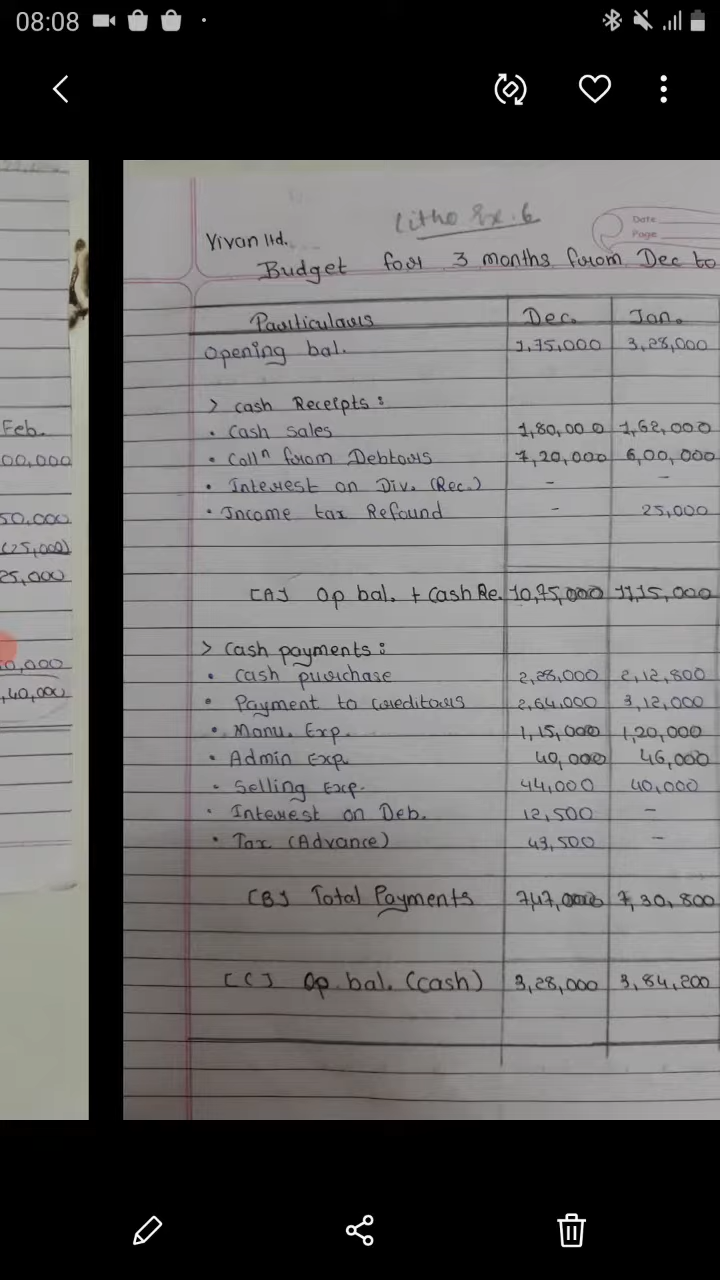 08:08
Feb.
00,000
50,000
(25,000)
25,000
0,000
,40,000
Litho Ex. 6
Date
Page
Vivan ltd.
Budget for 3 months from Dec to
Particulars Dec. Jan.
Opening bal. 1,75,000 3,28,000
> Cash Receipts :
• Cash sales 1,80,000 1,62,000
• Collⁿ from Debtors 7,20,000 6,00,000
• Interest on Div. (Rec.) - -
• Income tax Refund - 25,000
[A] Op bal. + Cash Re. 10,75,000 11,15,000
> Cash payments :
• Cash purchase 2,28,000 2,12,800
• Payment to creditors 2,64,000 3,12,000
• Manu. Exp. 1,15,000 1,20,000
• Admin Exp 40,000 46,000
• Selling Exp. 44,000 40,000
• Interest on Deb. 12,500 -
• Tax (Advance) 43,500 -
[B] Total Payments 7,47,000 7,30,800
[C] Op. bal. (cash) 3,28,000 3,84,200